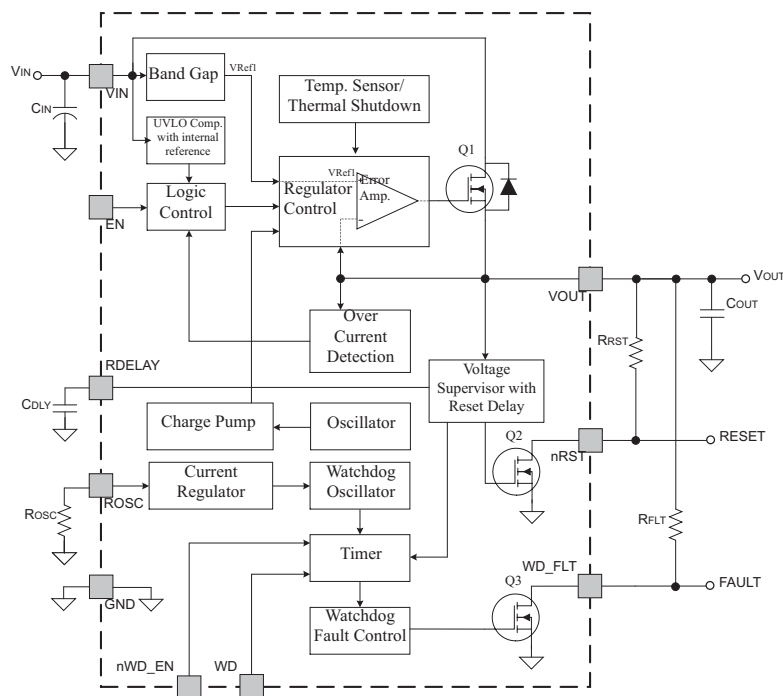 VIN
CIN
VIN
Band Gap
VRef1
Temp. Sensor/
Thermal Shutdown
UVLO Comp.
with internal
reference
Q1
EN
Logic
Control
Regulator
Control
VRef1
Error
Amp.
+
−
VOUT
VOUT
COUT
Over
Current
Detection
RRST
RDELAY
CDLY
Voltage
Supervisor with
Reset Delay
Charge Pump
Oscillator
Q2
nRST
RESET
Current
Regulator
Watchdog
Oscillator
ROSC
ROSC
RFLT
Timer
GND
Q3
WD_FLT
FAULT
Watchdog
Fault Control
nWD_EN
WD